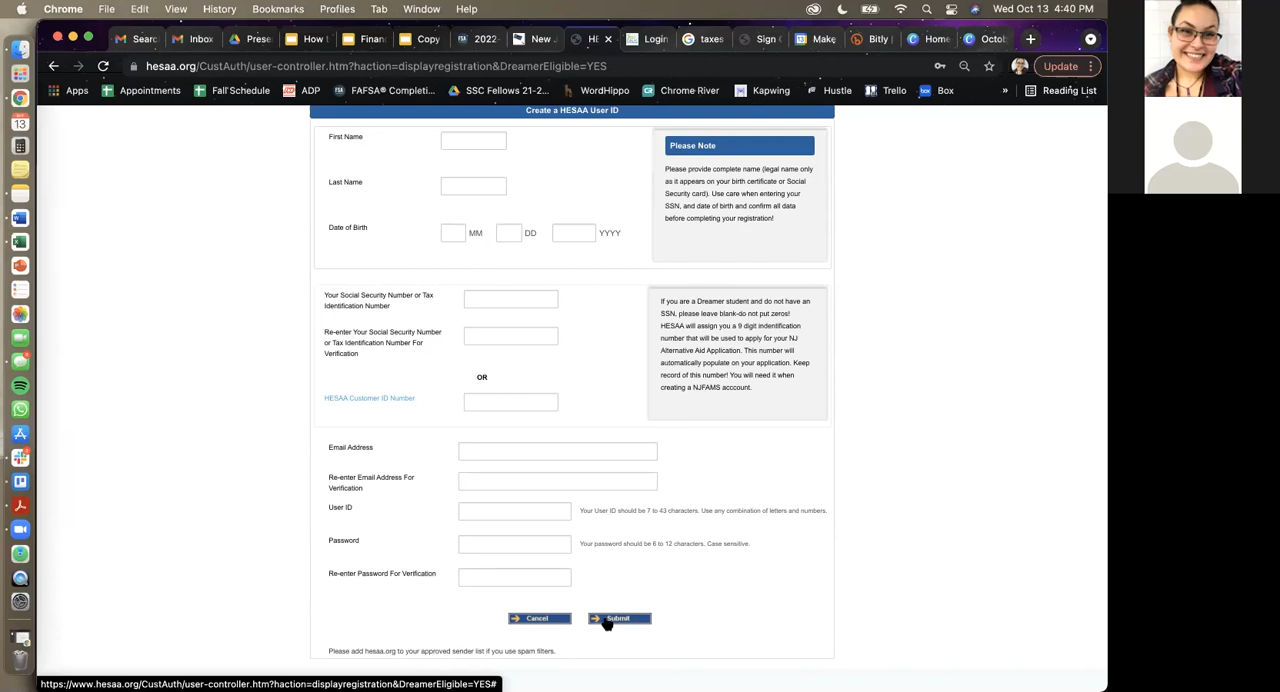 Chrome File Edit View History Bookmarks Profiles Tab Window Help Wed Oct 13 4:40 PM
Searc Inbox Prese How t Financ Copy 2022 New . HE Login taxes Sign ( Make Bitly Home Octob
hesaa.org/CustAuth/user-controller.htm?haction=displayregistration&DreamerEligible=YES Update
Apps Appointments Fall Schedule ADP FAFSA® Completi... SSC Fellows 21-2... WordHippo Chrome River Kapwing Hustle Trello Box » Reading List
Create a HESAA User ID
First Name
Last Name
Date of Birth MM DD YYYY
Please Note
Please provide complete name (legal name only
as it appears on your birth certificate or Social
Security card). Use care when entering your
SSN, and date of birth and confirm all data
before completing your registration!
Your Social Security Number or Tax
Identification Number
Re-enter Your Social Security Number
or Tax Identification Number For
Verification
OR
HESAA Customer ID Number
If you are a Dreamer student and do not have an
SSN, please leave blank-do not put zeros!
HESAA will assign you a 9 digit indentification
number that will be used to apply for your NJ
Alternative Aid Application. This number will
automatically populate on your application. Keep
record of this number! You will need it when
creating a NJFAMS acccount.
Email Address
Re-enter Email Address For
Verification
User ID Your User ID should be 7 to 43 characters. Use any combination of letters and numbers.
Password Your password should be 6 to 12 characters. Case sensitive.
Re-enter Password For Verification
Cancel Submit
Please add hesaa.org to your approved sender list if you use spam filters.
https://www.hesaa.org/CustAuth/user-controller.htm?haction=displayregistration&DreamerEligible=YES#